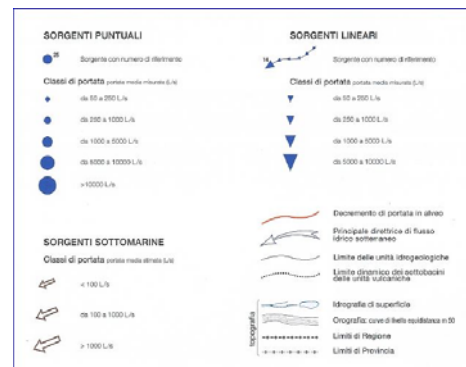 SORGENTI PUNTUALI
25
Sorgente con numero di riferimento
Classi di portata portata media misurata (L/s)
da 50 a 250 L/s
da 250 a 1000 L/s
da 1000 a 5000 L/s
da 5000 a 10000 L/s
>10000 L/s
SORGENTI SOTTOMARINE
Classi di portata portata media stimata (L/s)
< 100 L/s
da 100 a 1000 L/s
> 1000 L/s
SORGENTI LINEARI
Sorgente con numero di riferimento
Classi di portata portata media misurata (L/s)
da 50 a 250 L/s
da 250 a 1000 L/s
da 1000 a 5000 L/s
da 5000 a 10000 L/s
Decremento di portata in alveo
Principale direttrice di flusso
idrico sotterraneo
Limite delle unità idrogeologiche
Limite dinamico dei sottobacini
delle unità vulcaniche
topografia
Idrografia di superficie
Orografia: curve di livello equidistanza m 50
Limiti di Regione
Limiti di Provincia